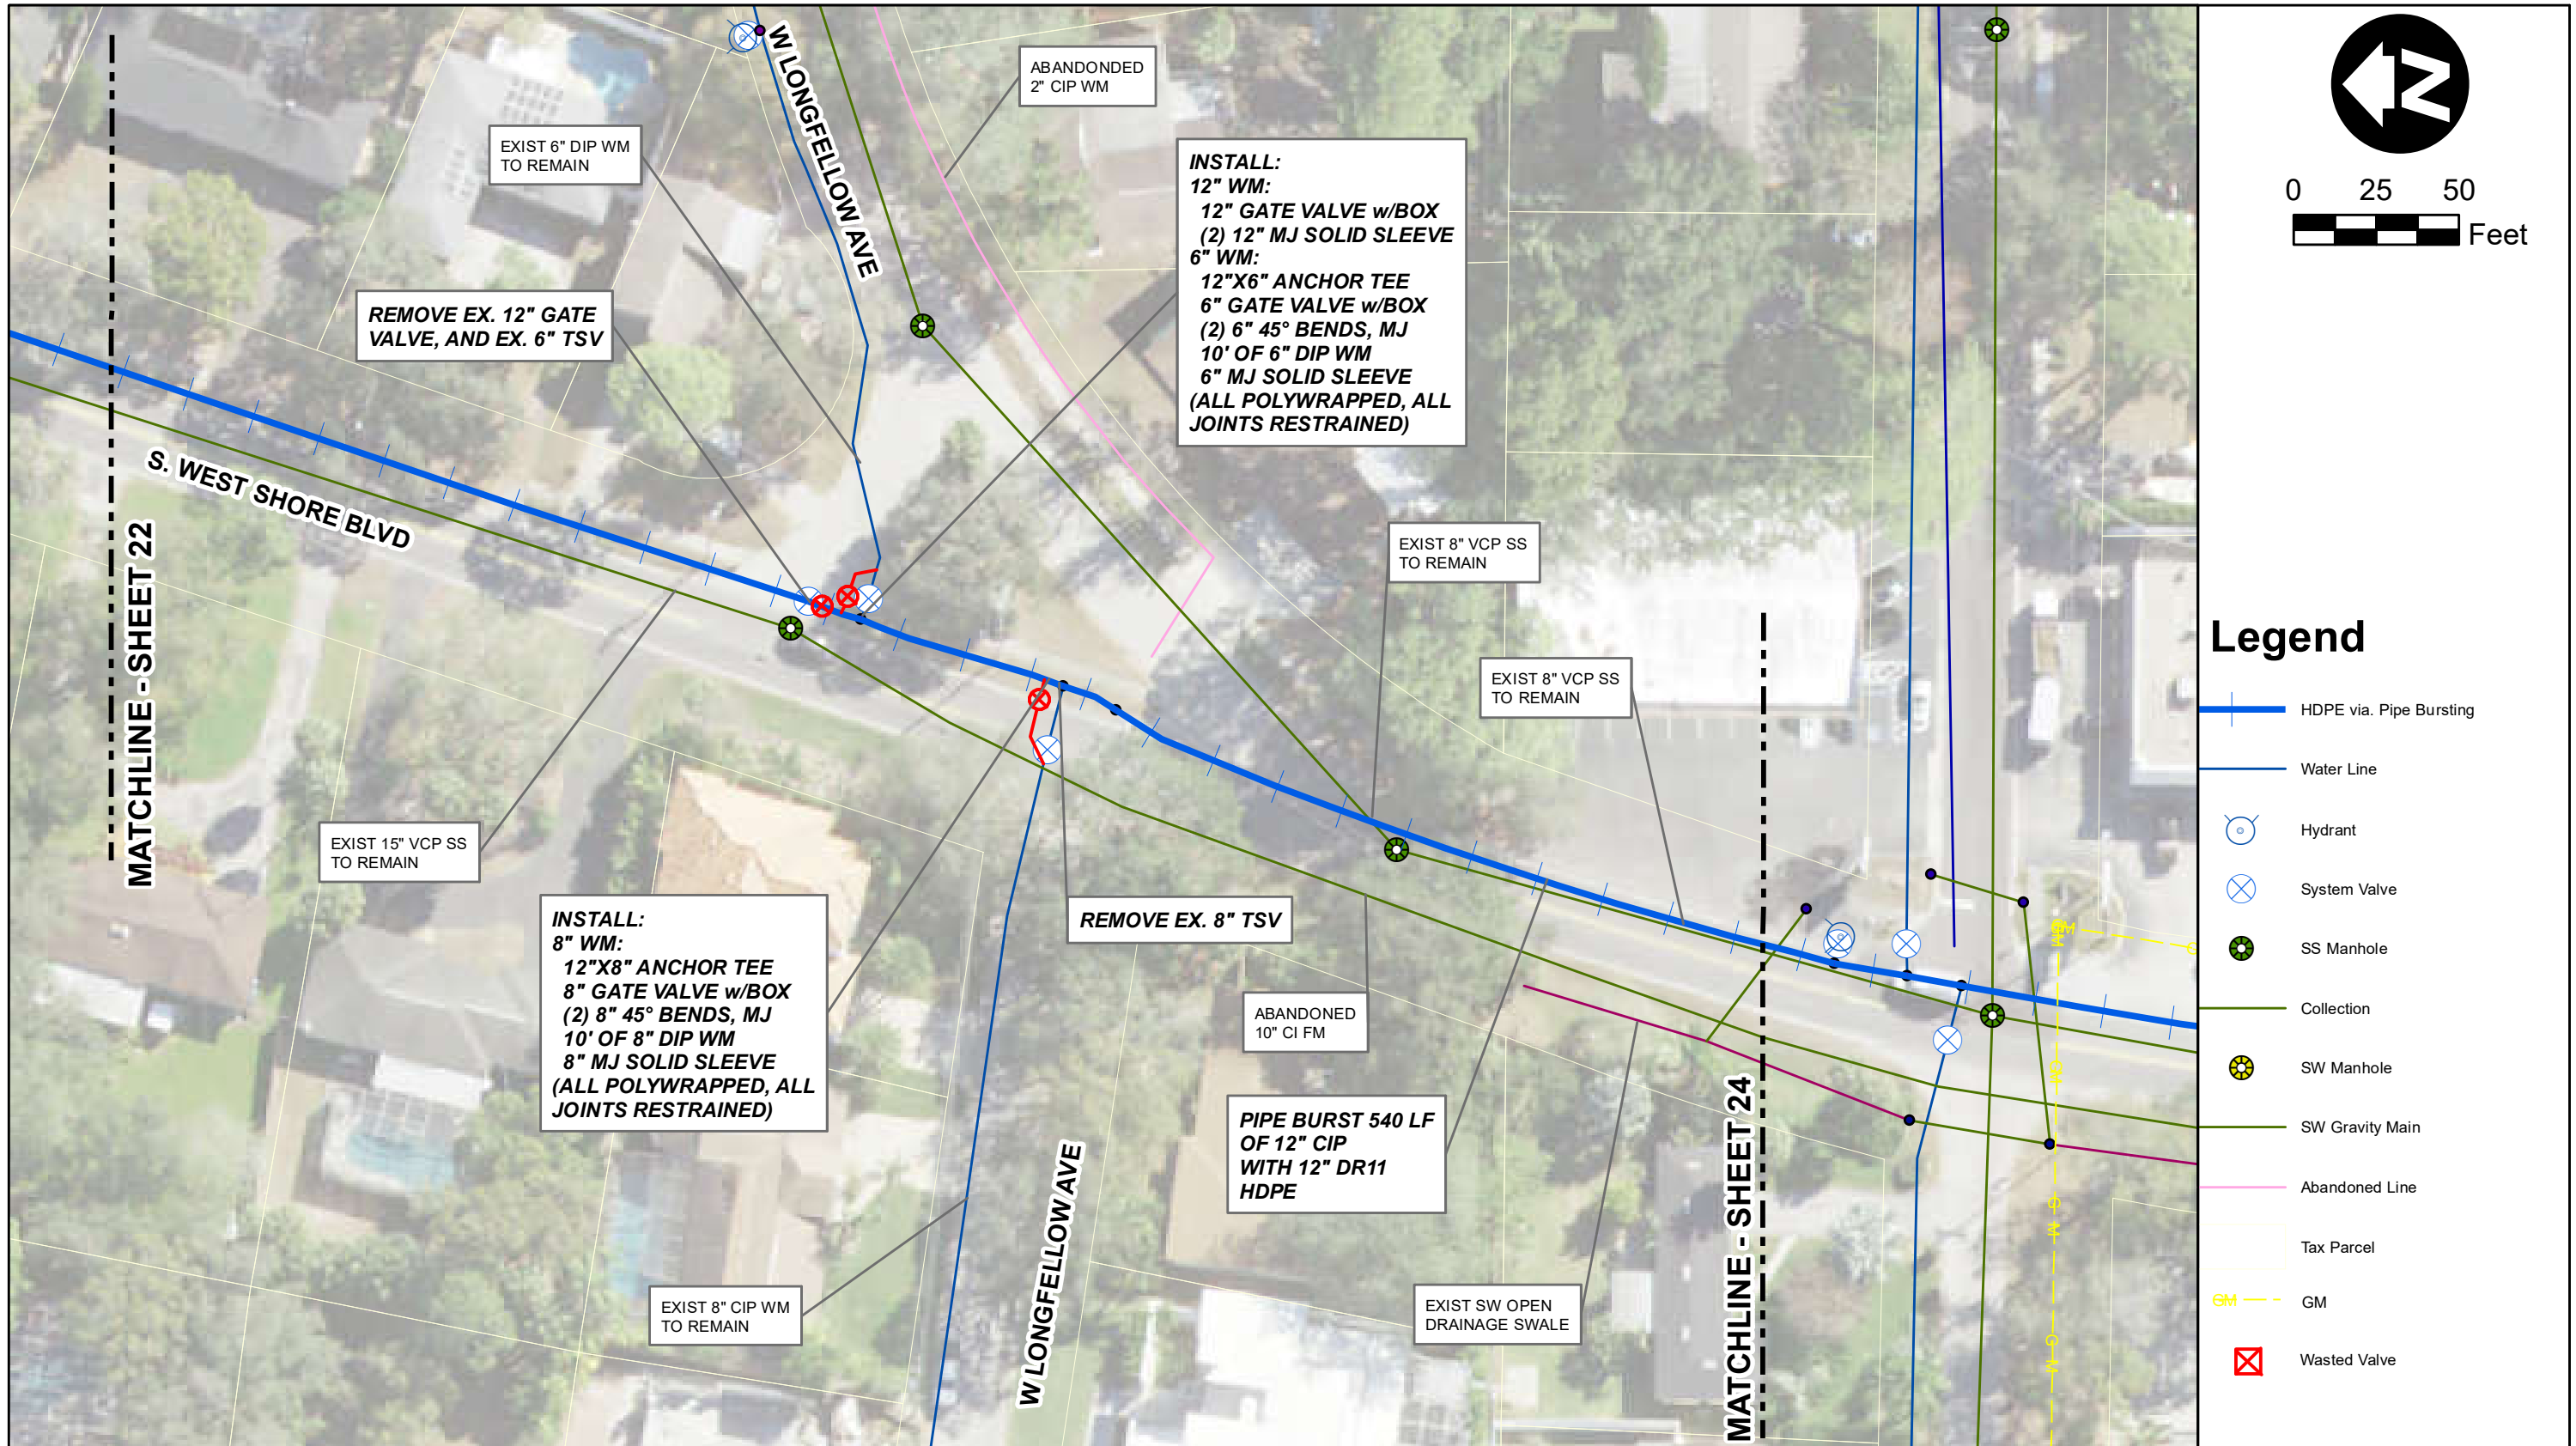 W LONGFELLOW AVE
ABANDONDED
2" CIP WM
EXIST 6" DIP WM
TO REMAIN
INSTALL:
12" WM:
12" GATE VALVE w/BOX
(2) 12" MJ SOLID SLEEVE
6" WM:
12"X6" ANCHOR TEE
6" GATE VALVE w/BOX
(2) 6" 45° BENDS, MJ
10' OF 6" DIP WM
6" MJ SOLID SLEEVE
(ALL POLYWRAPPED, ALL
JOINTS RESTRAINED)
REMOVE EX. 12" GATE
VALVE, AND EX. 6" TSV
S. WEST SHORE BLVD
MATCHLINE - SHEET 22
EXIST 8" VCP SS
TO REMAIN
EXIST 8" VCP SS
TO REMAIN
EXIST 15" VCP SS
TO REMAIN
INSTALL:
8" WM:
12"X8" ANCHOR TEE
8" GATE VALVE w/BOX
(2) 8" 45° BENDS, MJ
10' OF 8" DIP WM
8" MJ SOLID SLEEVE
(ALL POLYWRAPPED, ALL
JOINTS RESTRAINED)
REMOVE EX. 8" TSV
ABANDONED
10" CI FM
PIPE BURST 540 LF
OF 12" CIP
WITH 12" DR11
HDPE
EXIST 8" CIP WM
TO REMAIN
W LONGFELLOW AVE
EXIST SW OPEN
DRAINAGE SWALE
MATCHLINE - SHEET 24
GM
GM
G
GM
G M
G M
N
0 25 50
Feet
Legend
HDPE via. Pipe Bursting
Water Line
Hydrant
System Valve
SS Manhole
Collection
SW Manhole
SW Gravity Main
Abandoned Line
Tax Parcel
GM GM
Wasted Valve